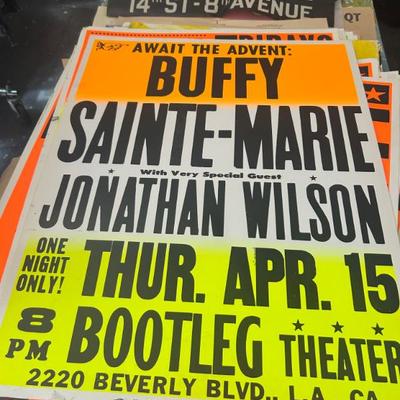 14TH ST-8TH AVENUE
QT
AWAIT THE ADVENT:
BUFFY
SAINTE-MARIE
With Very Special Guest
JONATHAN WILSON
ONE NIGHT ONLY!
THUR. APR. 15
8 PM
BOOTLEG THEATER
2220 BEVERLY BLVD., L.A. CA